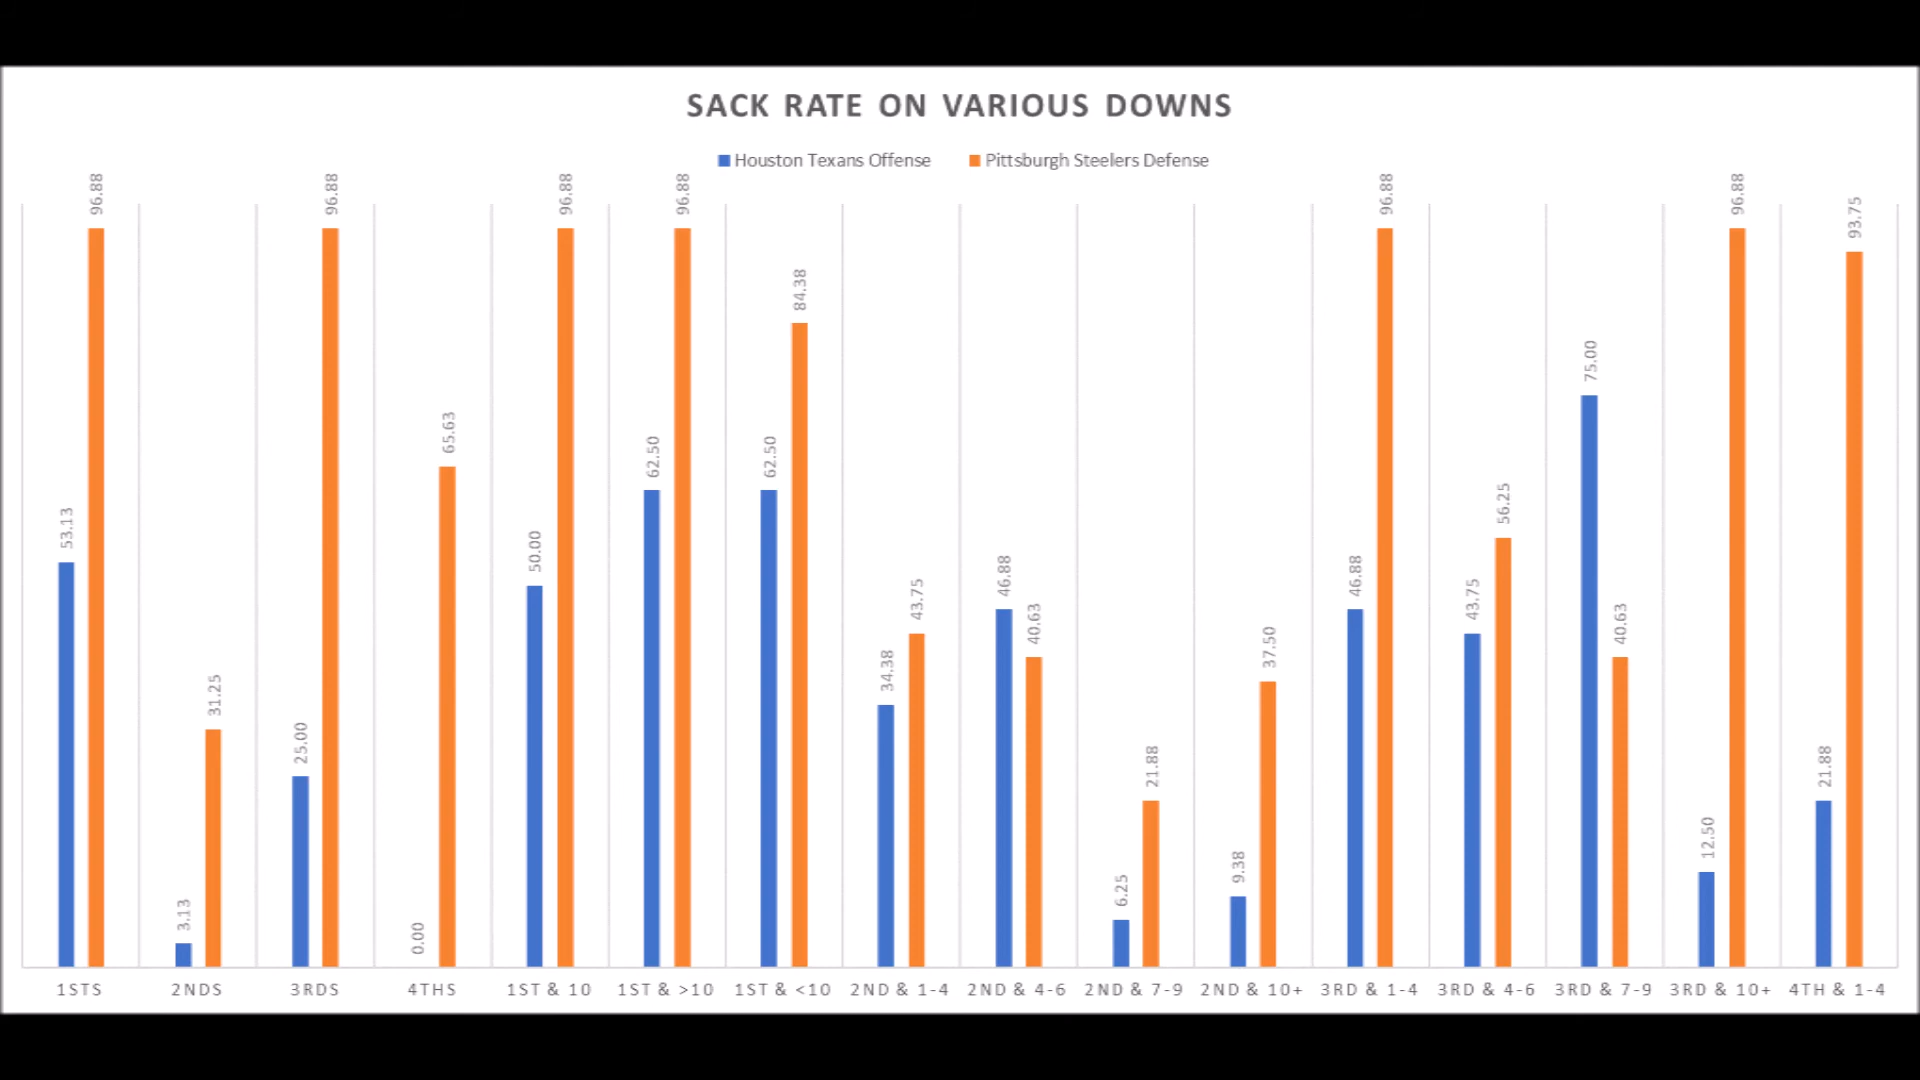 SACK RATE ON VARIOUS DOWNS
Houston Texans Offense Pittsburgh Steelers Defense
53.13 96.88 3.13 31.25 25.00 96.88 0.00 65.63 50.00 96.88 62.50 96.88 62.50 84.38 34.38 43.75 46.88 40.63 6.25 21.88 9.38 37.50 46.88 96.88 43.75 56.25 75.00 40.63 12.50 96.88 21.88 93.75
1STS 2NDS 3RDS 4THS 1ST & 10 1ST & >10 1ST & <10 2ND & 1-4 2ND & 4-6 2ND & 7-9 2ND & 10+ 3RD & 1-4 3RD & 4-6 3RD & 7-9 3RD & 10+ 4TH & 1-4